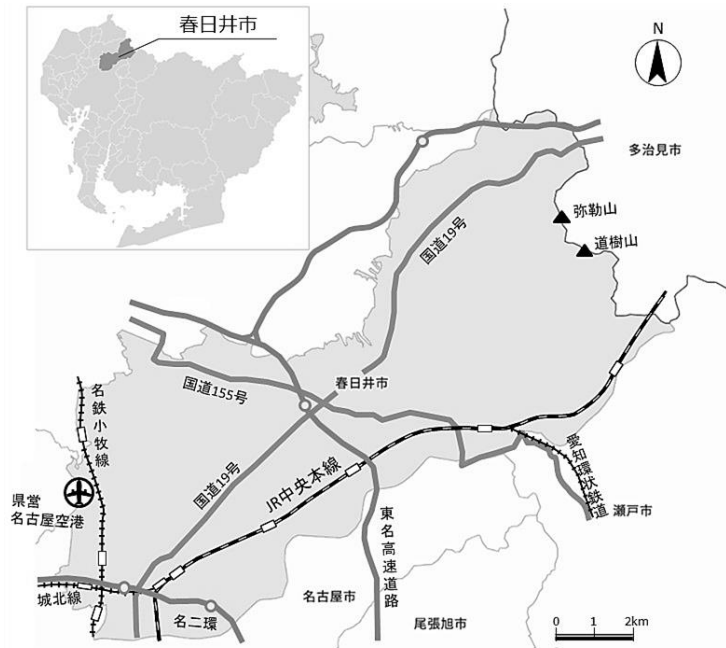 春日井市
N
多治見市
弥勒山
道樹山
国道19号
春日井市
国道155号
名鉄小牧線
国道19号
JR中央本線
愛知環状鉄道
県営
名古屋空港
東名高速道路
瀬戸市
名古屋市
城北線
名二環
尾張旭市
0 1 2km